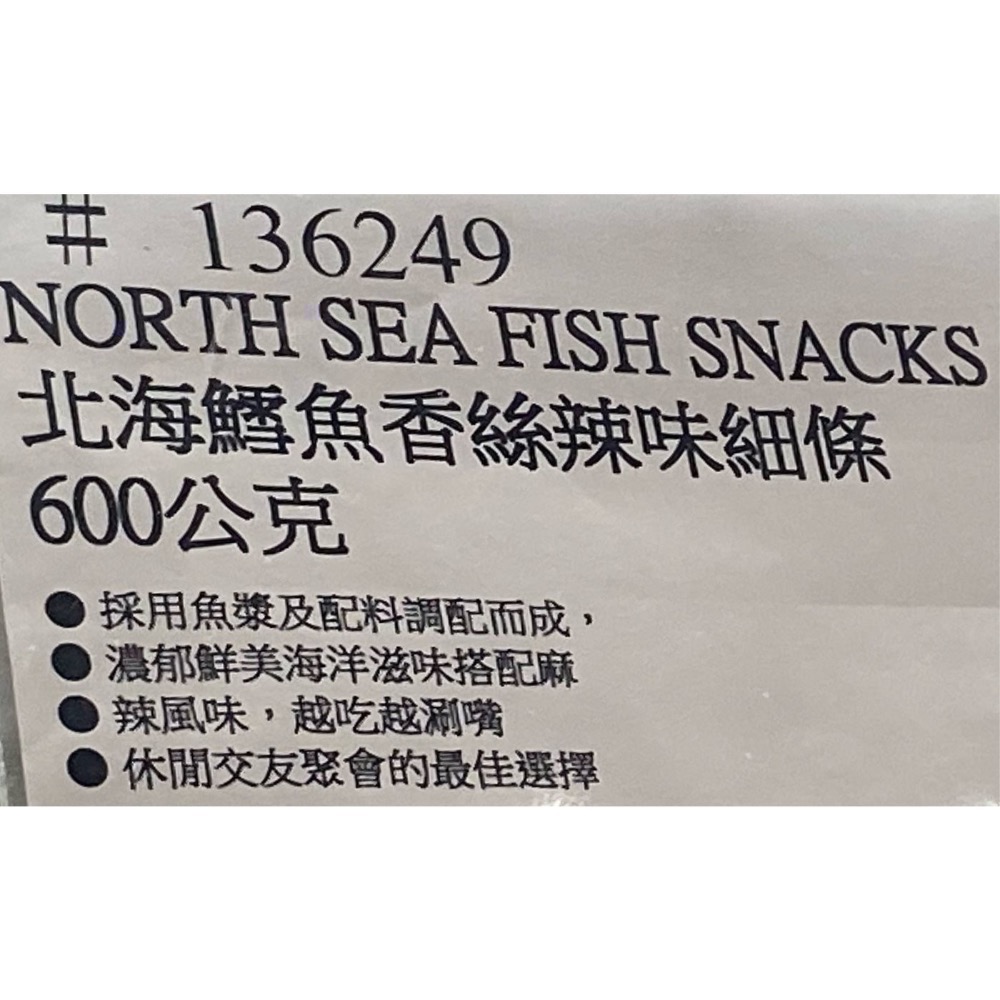 # 136249
NORTH SEA FISH SNACKS
北海鱈魚香絲辣味細條
600公克
● 採用魚漿及配料調配而成，
● 濃郁鮮美海洋滋味搭配麻
● 辣風味，越吃越涮嘴
● 休閒交友聚會的最佳選擇